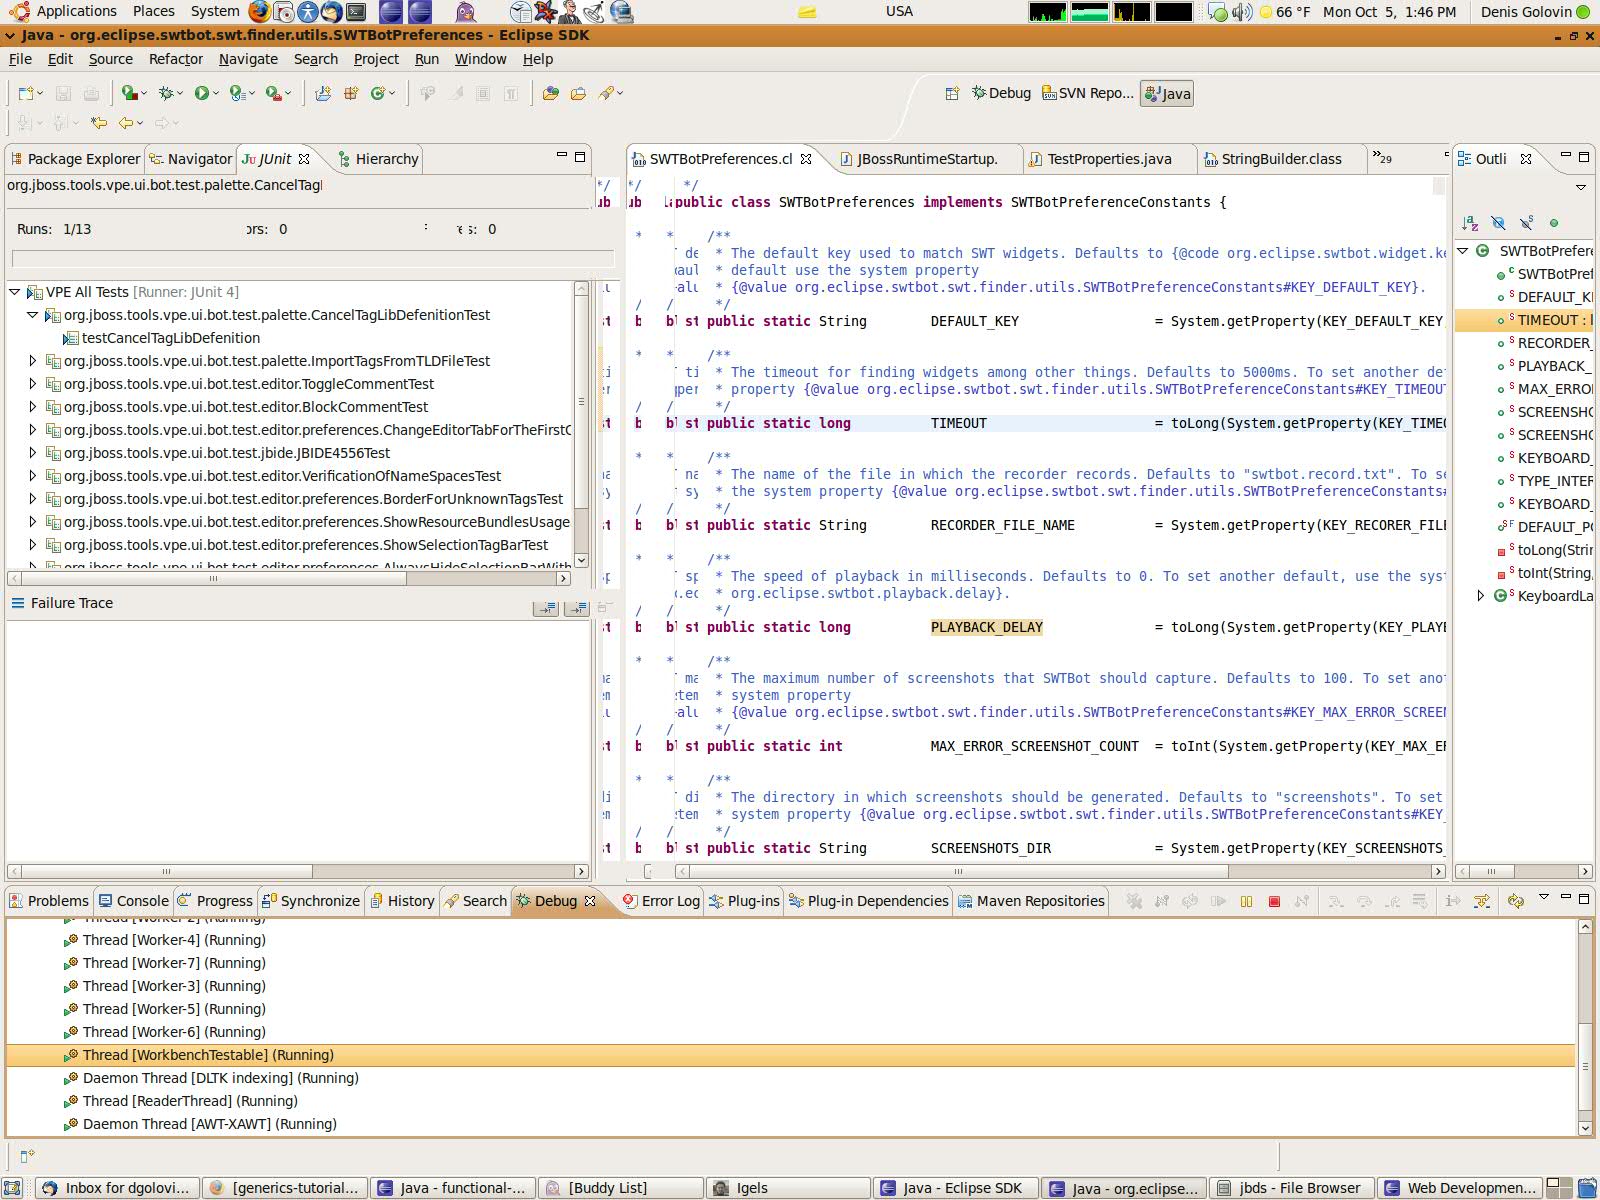 Applications Places System USA 66 °F Mon Oct 5, 1:46 PM Denis Golovin
Java - org.eclipse.swtbot.swt.finder.utils.SWTBotPreferences - Eclipse SDK
File Edit Source Refactor Navigate Search Project Run Window Help
Debug SVN Repo... Java
Package Explorer Navigator JUnit Hierarchy
org.jboss.tools.vpe.ui.bot.test.palette.CancelTagl
Runs: 1/13 ors: 0 s: 0
VPE All Tests [Runner: JUnit 4]
org.jboss.tools.vpe.ui.bot.test.palette.CancelTagLibDefenitionTest
testCancelTagLibDefenition
org.jboss.tools.vpe.ui.bot.test.palette.ImportTagsFromTLDFileTest
org.jboss.tools.vpe.ui.bot.test.editor.ToggleCommentTest
org.jboss.tools.vpe.ui.bot.test.editor.BlockCommentTest
org.jboss.tools.vpe.ui.bot.test.editor.preferences.ChangeEditorTabForTheFirstO
org.jboss.tools.vpe.ui.bot.test.jbide.JBIDE4556Test
org.jboss.tools.vpe.ui.bot.test.editor.VerificationOfNameSpacesTest
org.jboss.tools.vpe.ui.bot.test.editor.preferences.BorderForUnknownTagsTest
org.jboss.tools.vpe.ui.bot.test.editor.preferences.ShowResourceBundlesUsage
org.jboss.tools.vpe.ui.bot.test.editor.preferences.ShowSelectionTagBarTest
org.jboss.tools.vpe.ui.bot.test.editor.preferences.AlwaysHideSelectionBarWith
Failure Trace
SWTBotPreferences.cl JBossRuntimeStartup. TestProperties.java StringBuilder.class »29
*/
public class SWTBotPreferences implements SWTBotPreferenceConstants {
/**
* The default key used to match SWT widgets. Defaults to {@code org.eclipse.swtbot.widget.ke
* default use the system property
* {@value org.eclipse.swtbot.swt.finder.utils.SWTBotPreferenceConstants#KEY_DEFAULT_KEY}.
*/
public static String DEFAULT_KEY = System.getProperty(KEY_DEFAULT_KEY,
/**
* The timeout for finding widgets among other things. Defaults to 5000ms. To set another def
* property {@value org.eclipse.swtbot.swt.finder.utils.SWTBotPreferenceConstants#KEY_TIMEOUT
*/
public static long TIMEOUT = toLong(System.getProperty(KEY_TIMEO
/**
* The name of the file in which the recorder records. Defaults to "swtbot.record.txt". To se
* the system property {@value org.eclipse.swtbot.swt.finder.utils.SWTBotPreferenceConstants#
*/
public static String RECORDER_FILE_NAME = System.getProperty(KEY_RECORER_FILE
/**
* The speed of playback in milliseconds. Defaults to 0. To set another default, use the syst
* org.eclipse.swtbot.playback.delay}.
*/
public static long PLAYBACK_DELAY = toLong(System.getProperty(KEY_PLAYB
/**
* The maximum number of screenshots that SWTBot should capture. Defaults to 100. To set anot
* system property
* {@value org.eclipse.swtbot.swt.finder.utils.SWTBotPreferenceConstants#KEY_MAX_ERROR_SCREEN
*/
public static int MAX_ERROR_SCREENSHOT_COUNT = toInt(System.getProperty(KEY_MAX_ER
/**
* The directory in which screenshots should be generated. Defaults to "screenshots". To set
* system property {@value org.eclipse.swtbot.swt.finder.utils.SWTBotPreferenceConstants#KEY_
*/
public static String SCREENSHOTS_DIR = System.getProperty(KEY_SCREENSHOTS_
Outli
SWTBotPrefere
SWTBotPref
DEFAULT_KE
TIMEOUT : l
RECORDER_
PLAYBACK_
MAX_ERRO
SCREENSHO
SCREENSHO
KEYBOARD_
TYPE_INTER
KEYBOARD_
DEFAULT_PO
toLong(Strin
toInt(String,
KeyboardLa
Problems Console Progress Synchronize History Search Debug Error Log Plug-ins Plug-in Dependencies Maven Repositories
Thread [Worker-2] (Running)
Thread [Worker-4] (Running)
Thread [Worker-7] (Running)
Thread [Worker-3] (Running)
Thread [Worker-5] (Running)
Thread [Worker-6] (Running)
Thread [WorkbenchTestable] (Running)
Daemon Thread [DLTK indexing] (Running)
Thread [ReaderThread] (Running)
Daemon Thread [AWT-XAWT] (Running)
Inbox for dgolovi... [generics-tutorial... Java - functional-... [Buddy List] Igels Java - Eclipse SDK Java - org.eclipse... jbds - File Browser Web Developmen...